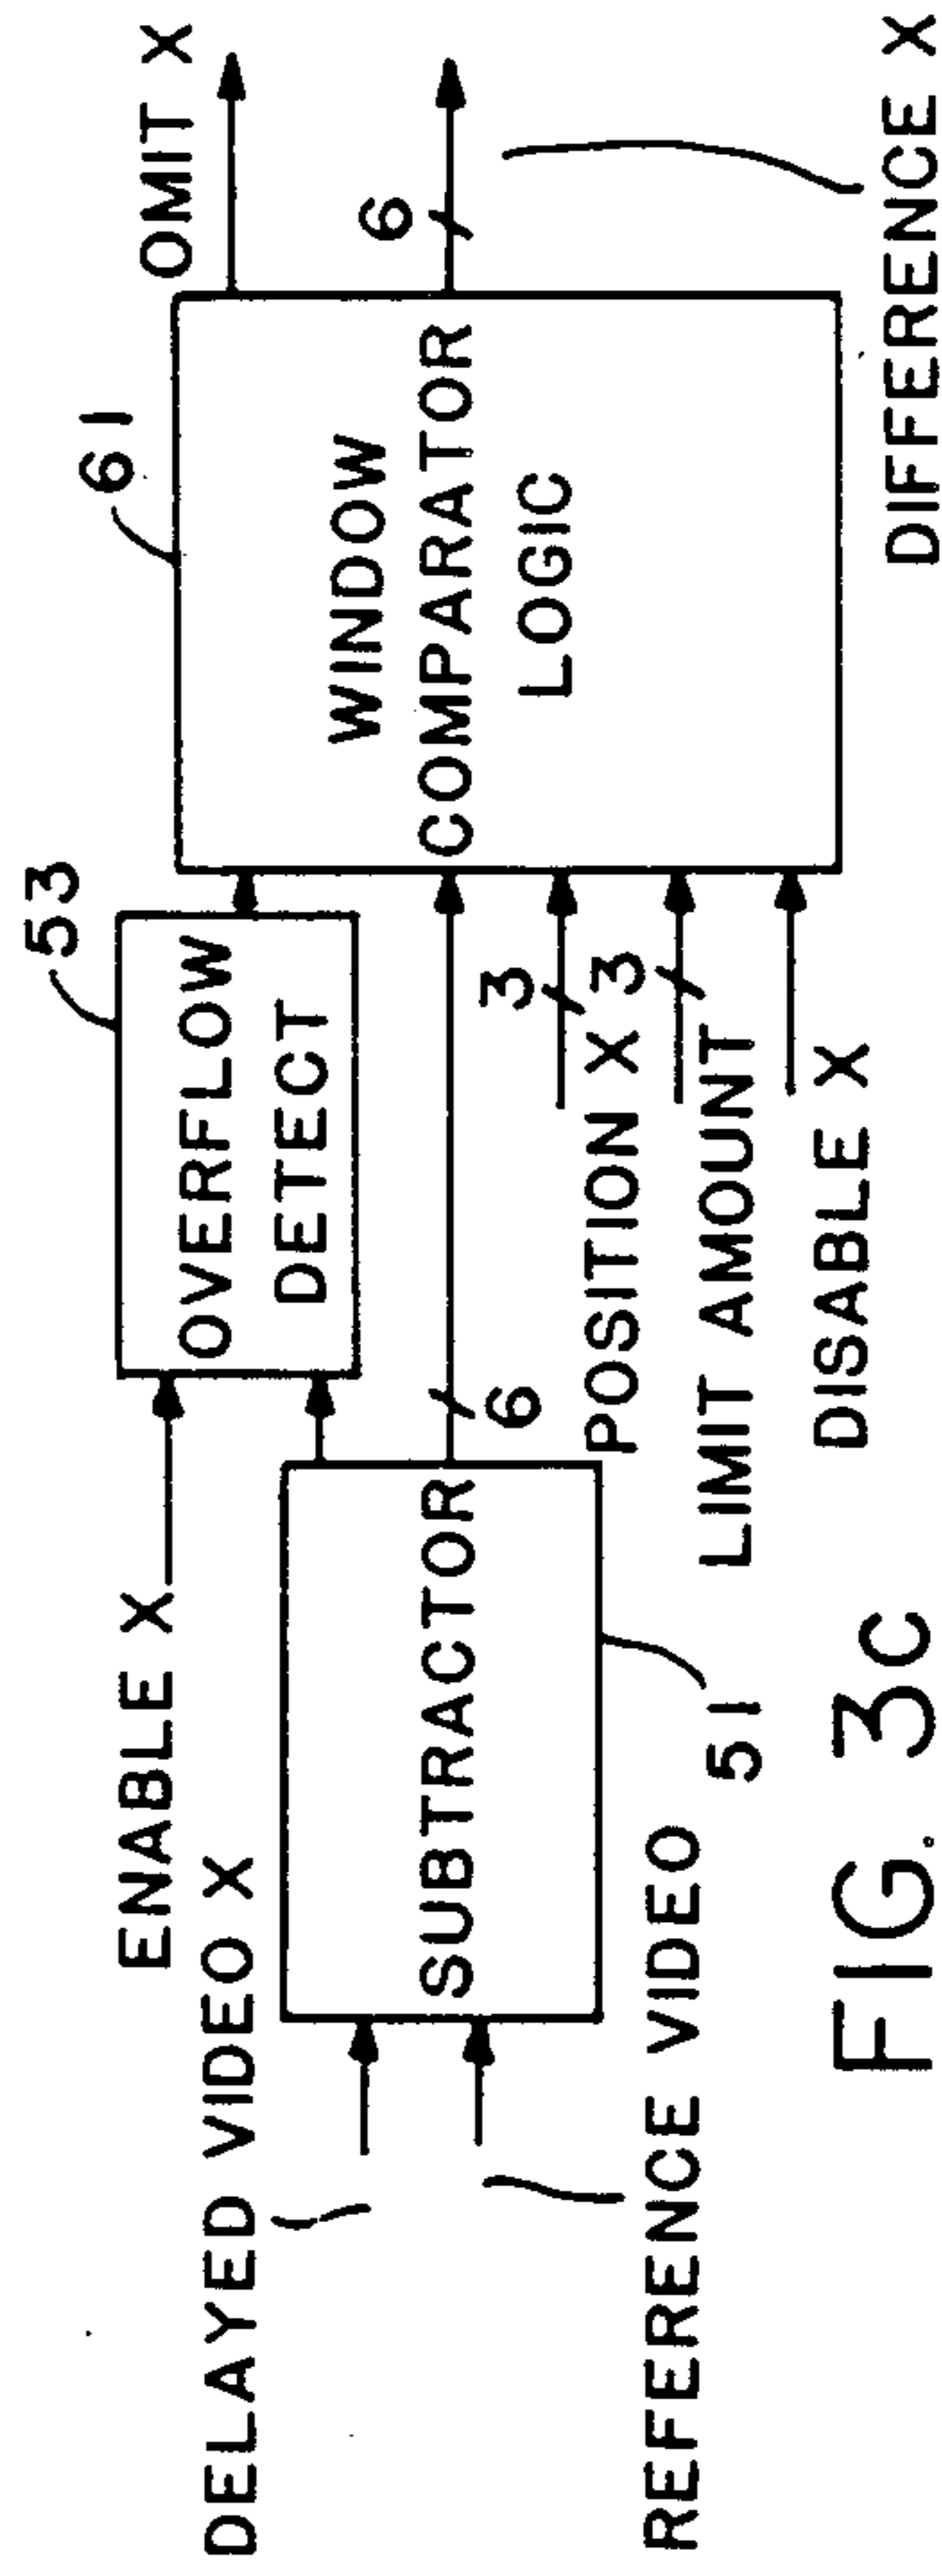 ENABLE X
DELAYED VIDEO X
REFERENCE VIDEO
SUBTRACTOR
51
6
OVERFLOW
DETECT
53
POSITION X
3
LIMIT AMOUNT
3
DISABLE X
WINDOW
COMPARATOR
LOGIC
61
OMIT X
6
DIFFERENCE X
FIG. 3C